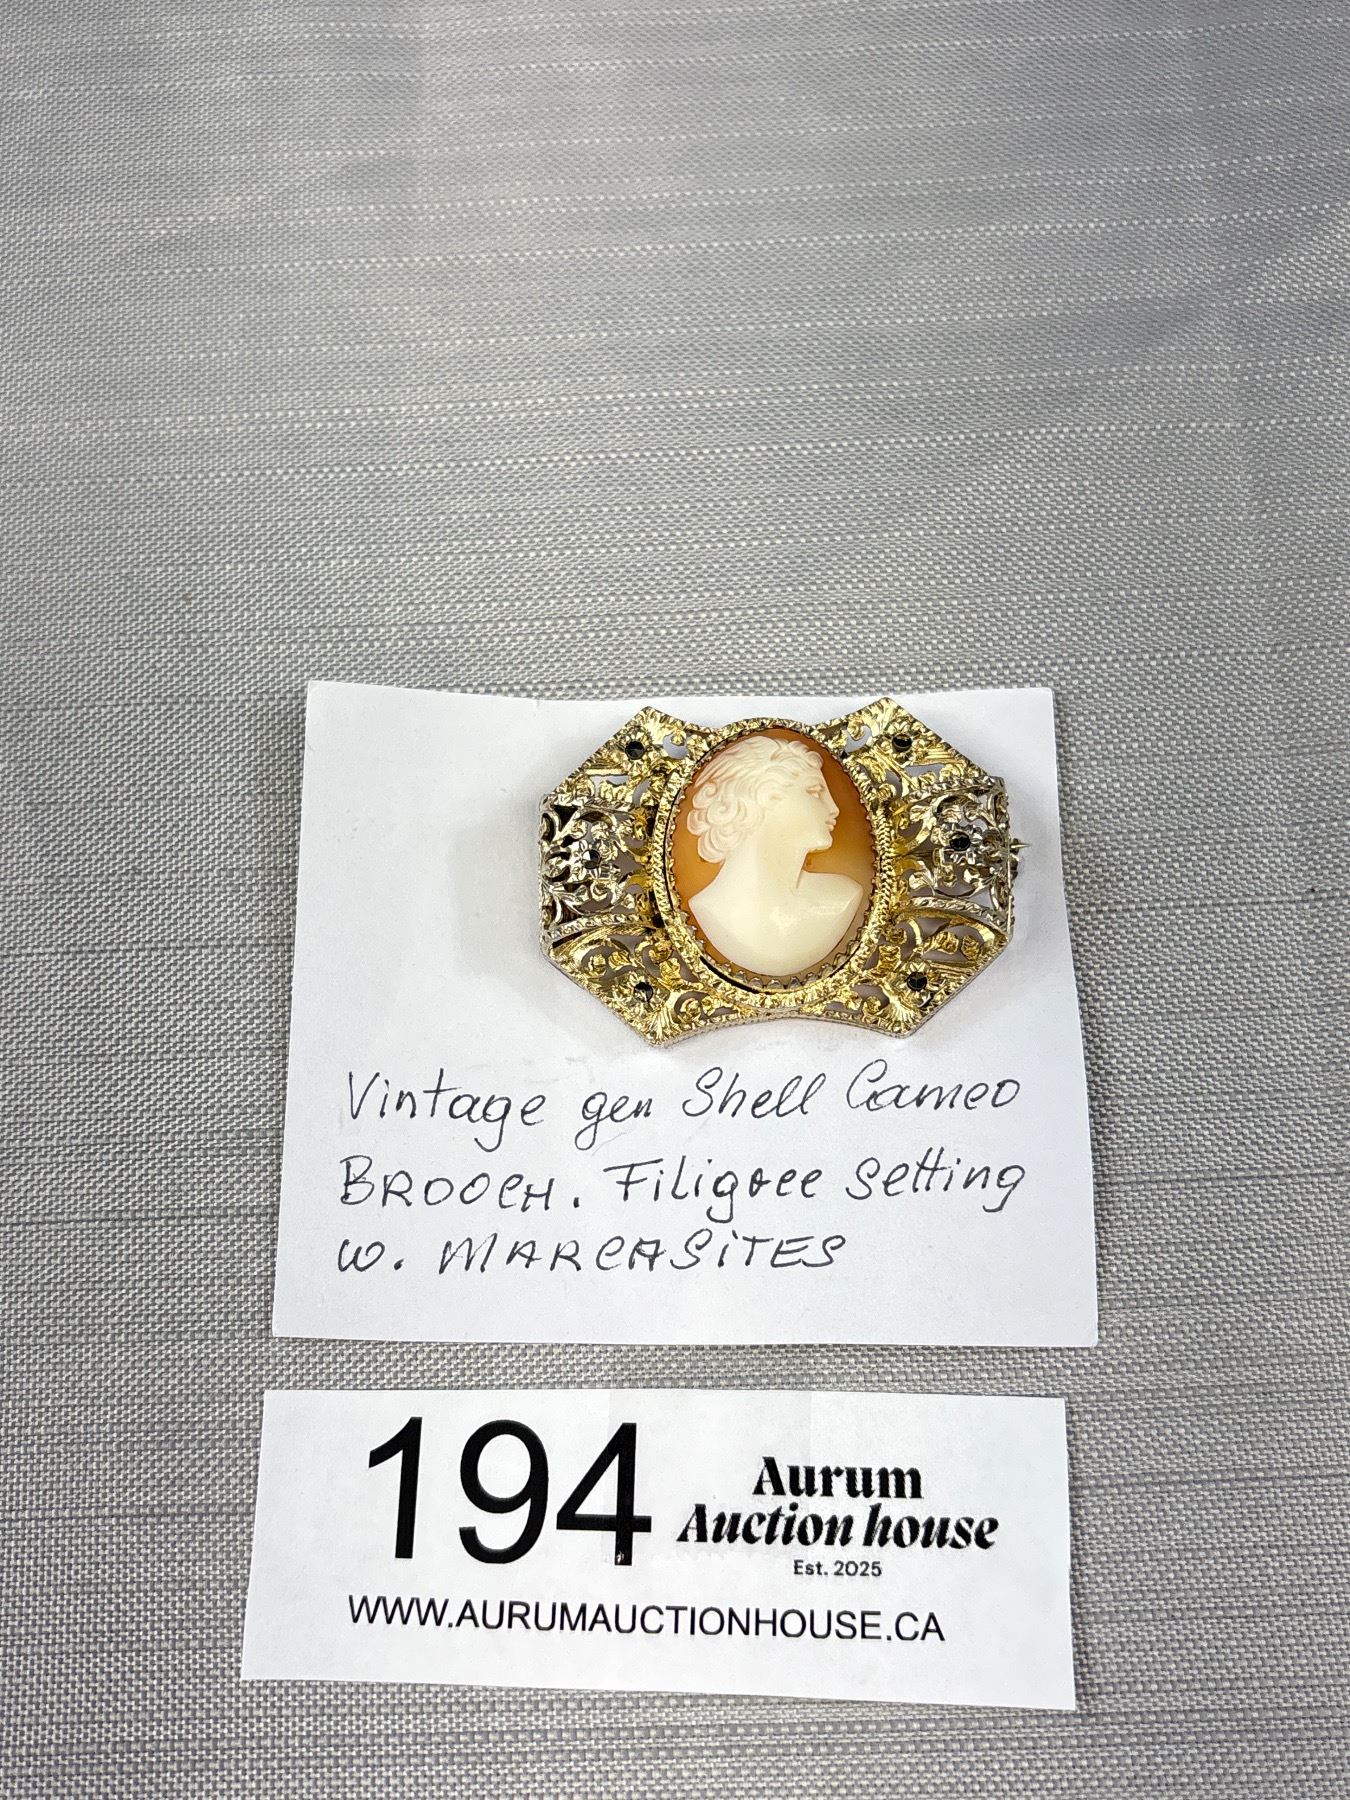 Vintage gen Shell Cameo
BROOCH. Filigree setting
w. MARCASiTES
194
Aurum
Auction house
Est. 2025
WWW.AURUMAUCTIONHOUSE.CA